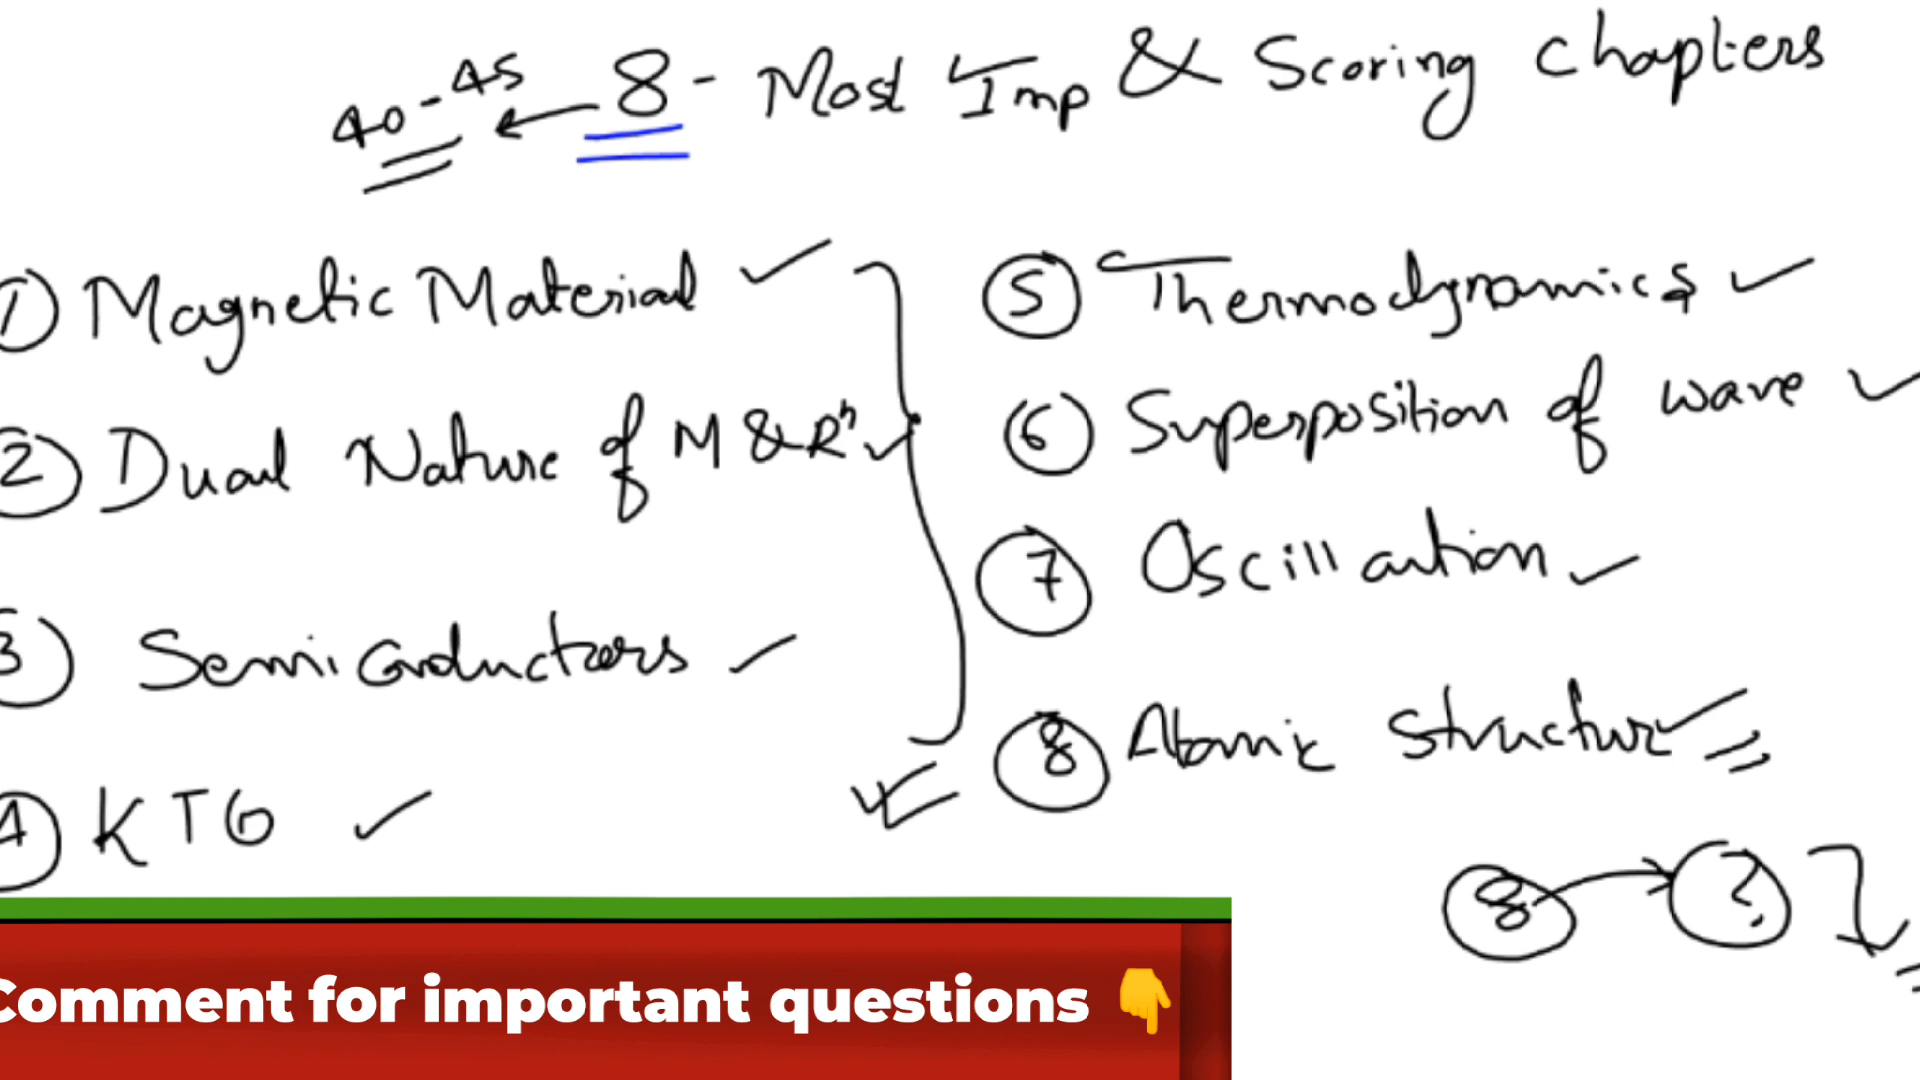 40-45 ← 8 - Most Imp & Scoring chapters
① Magnetic Material ✓
② Dual Nature of M & Rⁿ ✓
③ Semiconductors ✓
④ KTG ✓
⑤ Thermodynamics ✓
⑥ Superposition of wave ✓
⑦ Oscillation ✓
⑧ Atomic structure ✓
8 → ?
Comment for important questions 👇